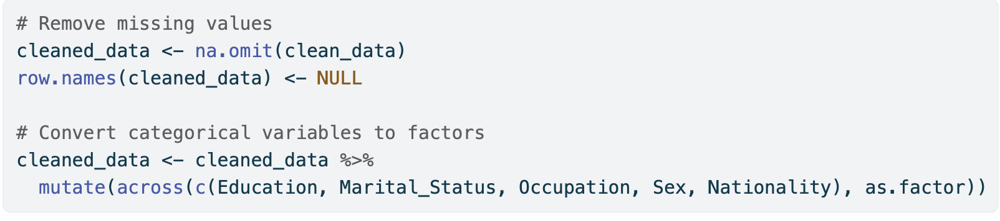 # Remove missing values
cleaned_data <- na.omit(clean_data)
row.names(cleaned_data) <- NULL

# Convert categorical variables to factors
cleaned_data <- cleaned_data %>%
  mutate(across(c(Education, Marital_Status, Occupation, Sex, Nationality), as.factor))